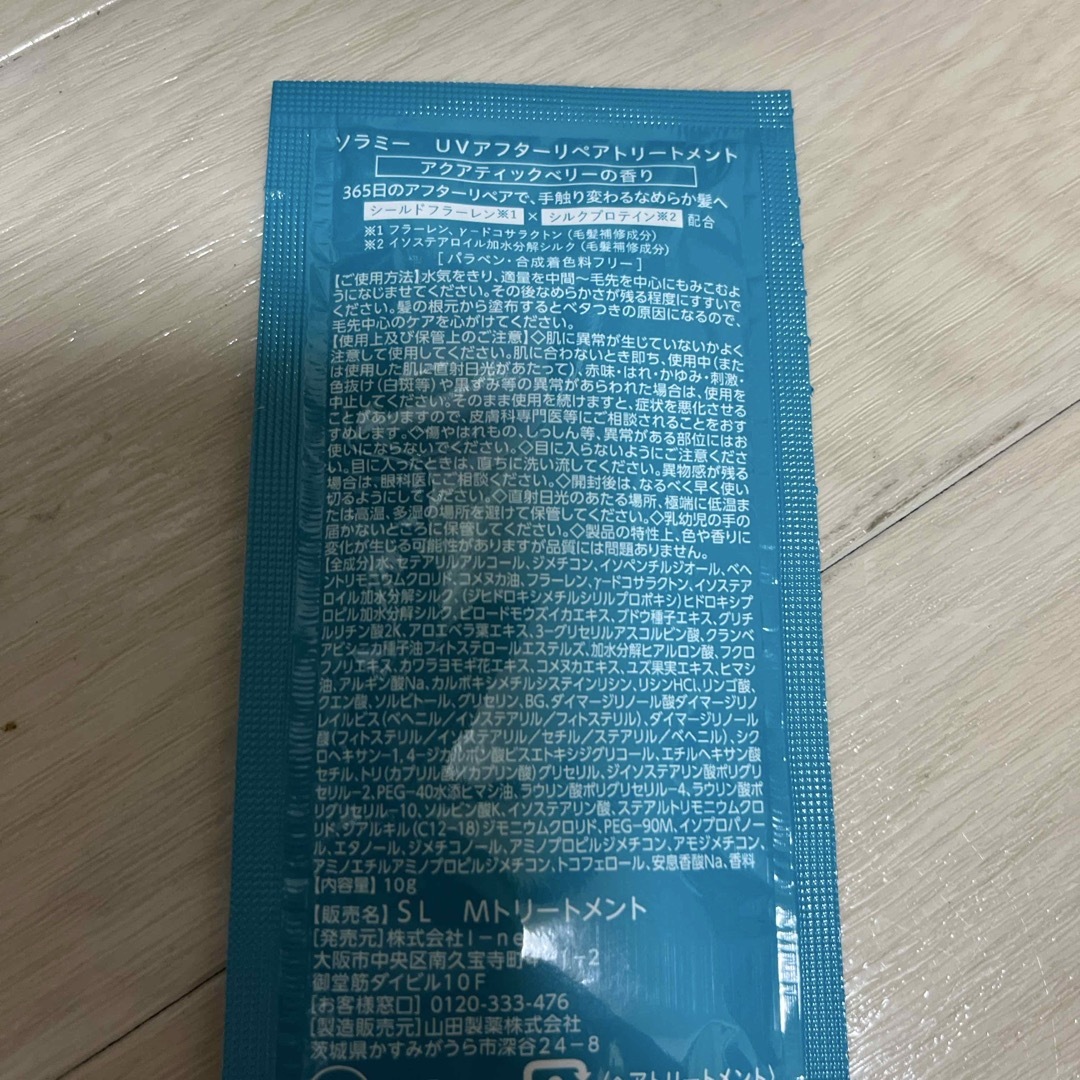 ソラミー　UVアフターリペアトリートメント
アクアティックベリーの香り
365日のアフターリペアで、手触り変わるなめらか髪へ
シールドフラーレン※1 × シルクプロテイン※2 配合
※1 フラーレン、γ－ドコサラクトン（毛髪補修成分）
※2 イソステアロイル加水分解シルク（毛髪補修成分）
［パラベン・合成着色料フリー］
【ご使用方法】水気をきり、適量を中間～毛先を中心にもみこむよ
うになじませてください。その後なめらかさが残る程度にすすいで
ください。髪の根元から塗布するとベタつきの原因になるので、
毛先中心のケアを心がけてください。
【使用上及び保管上のご注意】◇肌に異常が生じていないかよく
注意して使用してください。肌に合わないとき即ち、使用中（また
は使用した肌に直射日光があたって）、赤味・はれ・かゆみ・刺激・
色抜け（白斑等）や黒ずみ等の異常があらわれた場合は、使用を
中止してください。そのまま使用を続けますと、症状を悪化させる
ことがありますので、皮膚科専門医等にご相談されることをおす
すめします。◇傷やはれもの、しっしん等、異常がある部位にはお
使いにならないでください。◇目に入らないようにご注意くださ
い。目に入ったときは、直ちに洗い流してください。異物感が残る
場合は、眼科医にご相談ください。◇開封後は、なるべく早く使い
切るようにしてください。◇直射日光のあたる場所、極端に低温ま
たは高温、多湿の場所を避けて保管してください。◇乳幼児の手の
届かないところに保管してください。◇製品の特性上、色や香りに
変化が生じる可能性がありますが品質には問題ありません。
【全成分】水、セテアリルアルコール、ジメチコン、イソペンチルジオール、ベヘ
ントリモニウムクロリド、コメヌカ油、フラーレン、γ－ドコサラクトン、イソステア
ロイル加水分解シルク、（ジヒドロキシメチルシリルプロポキシ）ヒドロキシプ
ロピル加水分解シルク、ビロードモウズイカエキス、ブドウ種子エキス、グリチ
ルリチン酸2K、アロエベラ葉エキス、3－グリセリルアスコルビン酸、クランベ
アビシニカ種子油フィトステロールエステルズ、加水分解ヒアルロン酸、フクロ
フノリエキス、カワラヨモギ花エキス、コメヌカエキス、ユズ果実エキス、ヒマシ
油、アルギン酸Na、カルボキシメチルシステインリシン、リシンHCl、リンゴ酸、
クエン酸、ソルビトール、グリセリン、BG、ダイマージリノール酸ダイマージリノ
レイルビス（ベヘニル／イソステアリル／フィトステリル）、ダイマージリノール
酸（フィトステリル／イソステアリル／セチル／ステアリル／ベヘニル）、シク
ロヘキサン－1,4－ジカルボン酸ビスエトキシジグリコール、エチルヘキサン酸
セチル、トリ（カプリル酸／カプリン酸）グリセリル、ジイソステアリン酸ポリグリ
セリル－2、PEG－40水添ヒマシ油、ラウリン酸ポリグリセリル－4、ラウリン酸ポ
リグリセリル－10、ソルビン酸K、イソステアリン酸、ステアルトリモニウムクロ
リド、ジアルキル（C12－18）ジモニウムクロリド、PEG－90M、イソプロパノー
ル、エタノール、ジメチコノール、アミノプロピルジメチコン、アモジメチコン、
アミノエチルアミノプロピルジメチコン、トコフェロール、安息香酸Na、香料
【内容量】10g
【販売名】SL　Mトリートメント
［発売元］株式会社I－ne
大阪市中央区南久宝寺町
御堂筋ダイビル10F
［お客様窓口］0120-333-476
［製造販売元］山田製薬株式会社
茨城県かすみがうら市深谷24－8
（ヘアトリートメント）